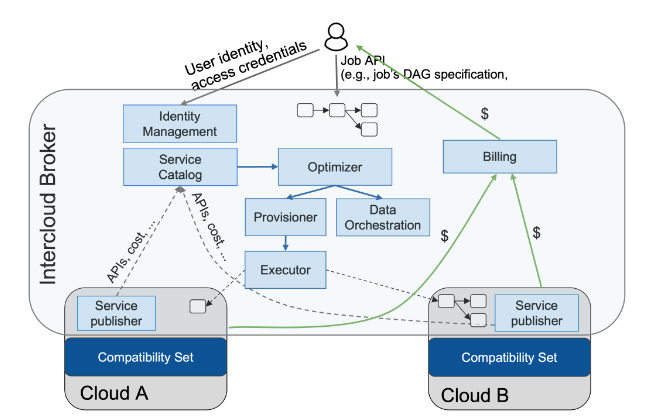 User identity,
access credentials
Job API
(e.g., job's DAG specification,
Intercloud Broker
Identity
Management
Service
Catalog
Optimizer
Billing
$
Provisioner
Data
Orchestration
APIs, cost, ...
APIs, cost, ...
$
$
Executor
Service
publisher
Service
publisher
Compatibility Set
Compatibility Set
Cloud A
Cloud B